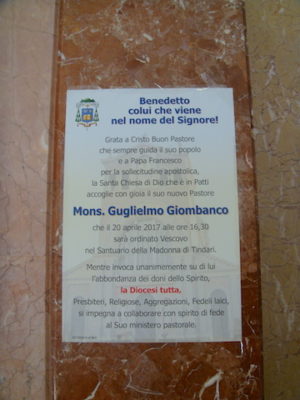 Benedetto
colui che viene
nel nome del Signore!
Grata a Cristo Buon Pastore
che sempre guida il suo popolo
e a Papa Francesco
per la sollecitudine apostolica,
la Santa Chiesa di Dio che è in Patti
accoglie con gioia il suo nuovo Pastore
Mons. Guglielmo Giombanco
che il 20 aprile 2017 alle ore 16,30
sarà ordinato Vescovo
nel Santuario della Madonna di Tindari.
Mentre invoca unanimemente su di lui
l'abbondanza dei doni dello Spirito,
la Diocesi tutta,
Presbiteri, Religiose, Aggregazioni, Fedeli laici,
si impegna a collaborare con spirito di fede
al Suo ministero pastorale.